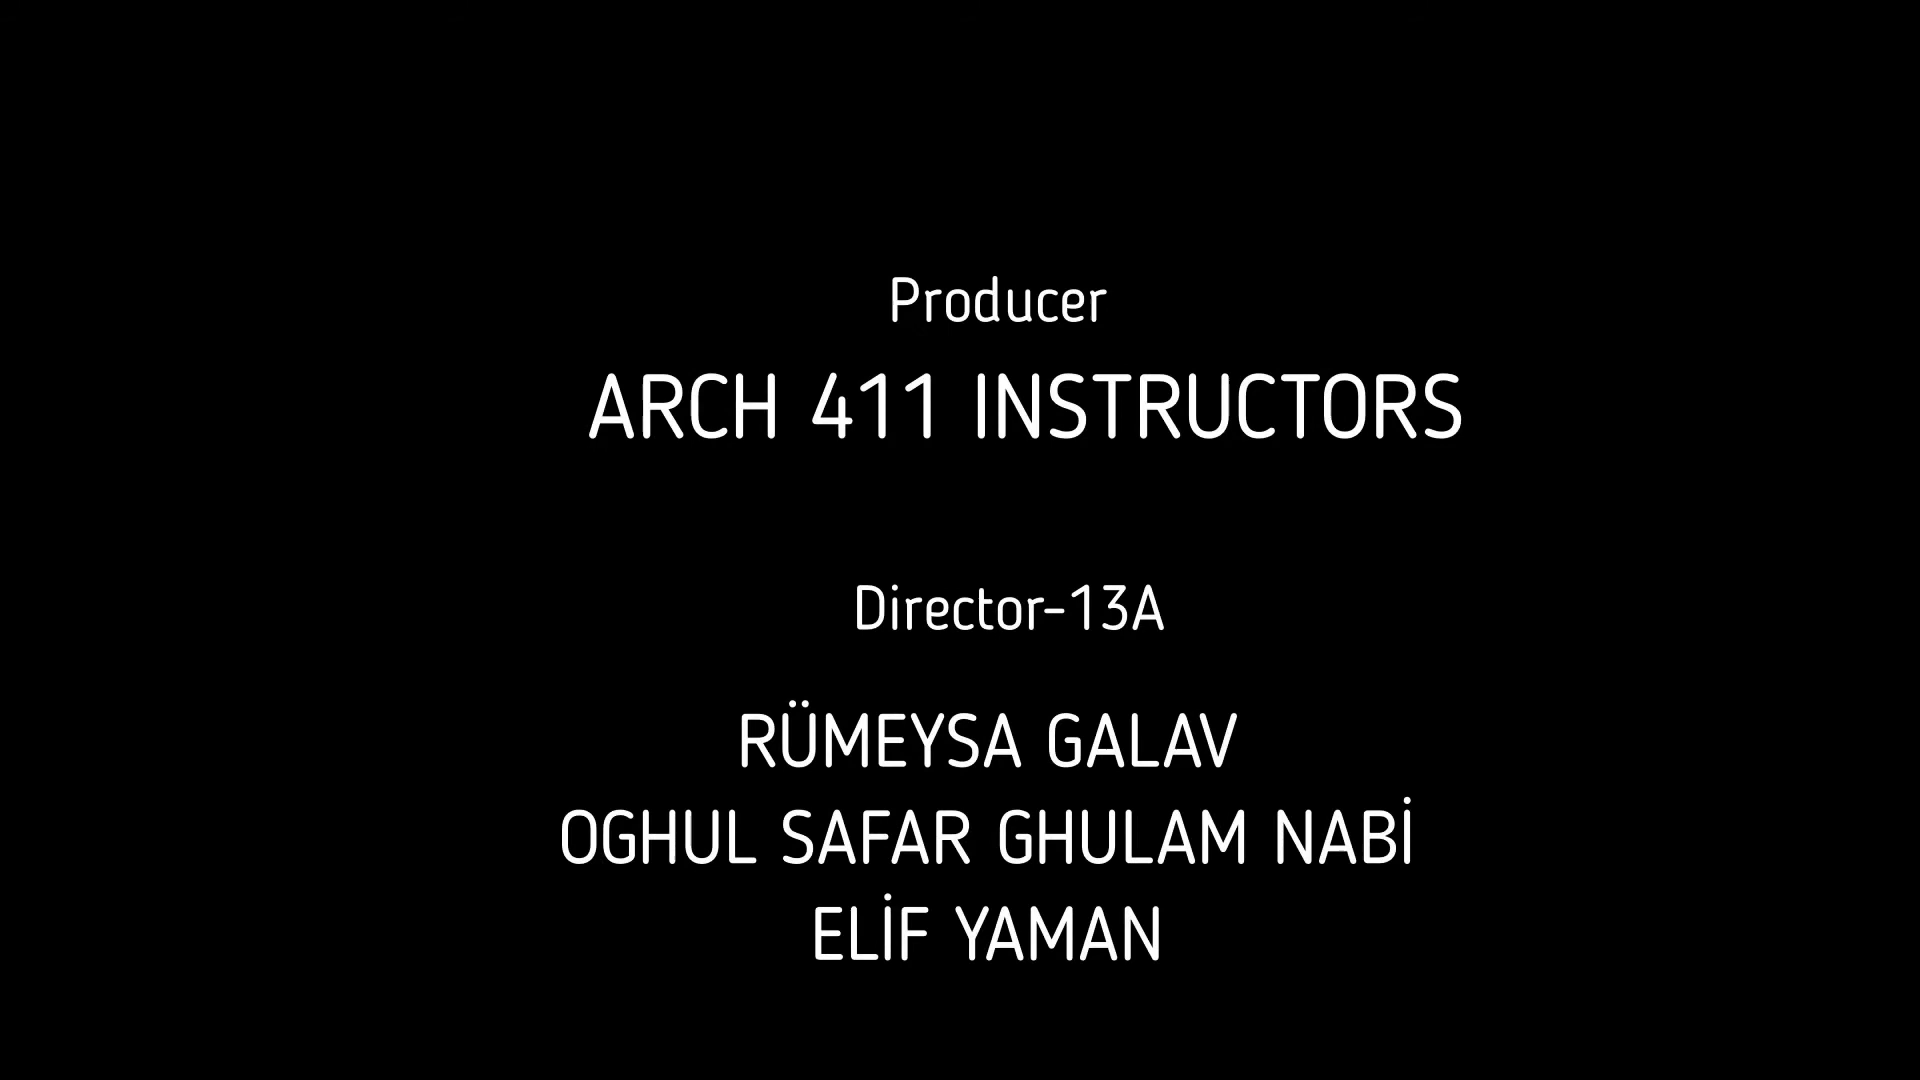 Producer
ARCH 411 INSTRUCTORS
Director-13A
RÜMEYSA GALAV
OGHUL SAFAR GHULAM NABİ
ELİF YAMAN